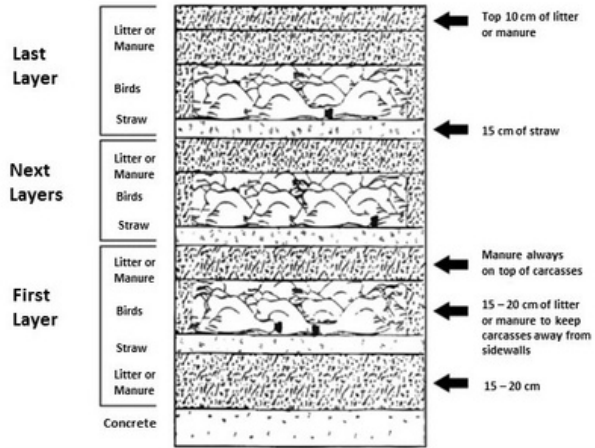 Last
Layer
Litter or
Manure
Birds
Straw
Top 10 cm of litter
or manure
15 cm of straw
Next
Layers
Litter or
Manure
Birds
Straw
First
Layer
Litter or
Manure
Birds
Straw
Litter or
Manure
Manure always
on top of carcasses
15 – 20 cm of litter
or manure to keep
carcasses away from
sidewalls
15 – 20 cm
Concrete